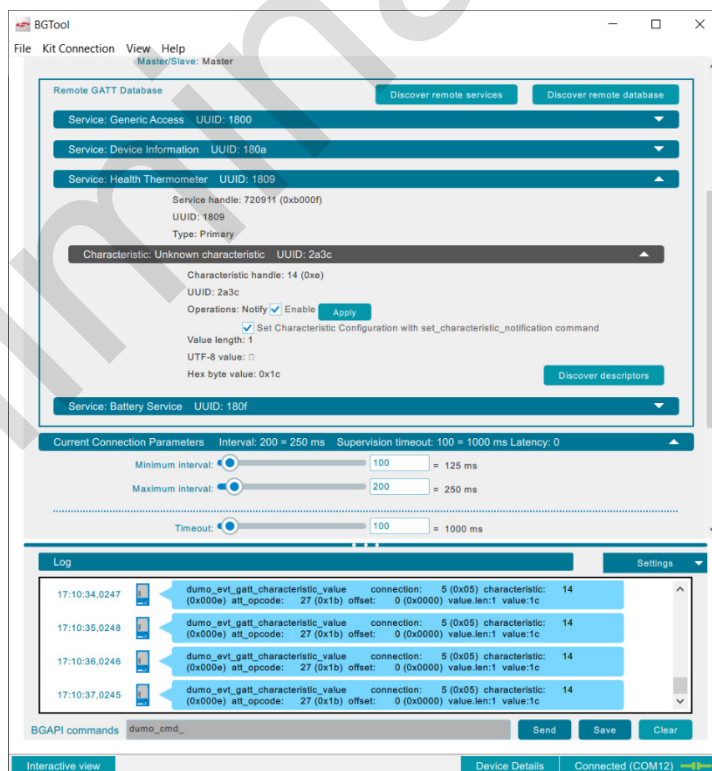 BGTool
File Kit Connection View Help
Master/Slave: Master
Remote GATT Database
Discover remote services
Discover remote database
Service: Generic Access UUID: 1800
Service: Device Information UUID: 180a
Service: Health Thermometer UUID: 1809
Service handle: 720911 (0xb000f)
UUID: 1809
Type: Primary
Characteristic: Unknown characteristic UUID: 2a3c
Characteristic handle: 14 (0xe)
UUID: 2a3c
Operations: Notify Enable Apply
Set Characteristic Configuration with set_characteristic_notification command
Value length: 1
UTF-8 value: □
Hex byte value: 0x1c
Discover descriptors
Service: Battery Service UUID: 180f
Current Connection Parameters Interval: 200 = 250 ms Supervision timeout: 100 = 1000 ms Latency: 0
Minimum interval: 100 = 125 ms
Maximum interval: 200 = 250 ms
Timeout: 100 = 1000 ms
Log
Settings
17:10:34,0247 dumo_evt_gatt_characteristic_value connection: 5 (0x05) characteristic: 14
(0x000e) att_opcode: 27 (0x1b) offset: 0 (0x0000) value.len:1 value:1c
17:10:35,0248 dumo_evt_gatt_characteristic_value connection: 5 (0x05) characteristic: 14
(0x000e) att_opcode: 27 (0x1b) offset: 0 (0x0000) value.len:1 value:1c
17:10:36,0246 dumo_evt_gatt_characteristic_value connection: 5 (0x05) characteristic: 14
(0x000e) att_opcode: 27 (0x1b) offset: 0 (0x0000) value.len:1 value:1c
17:10:37,0245 dumo_evt_gatt_characteristic_value connection: 5 (0x05) characteristic: 14
(0x000e) att_opcode: 27 (0x1b) offset: 0 (0x0000) value.len:1 value:1c
BGAPI commands dumo_cmd_ Send Save Clear
Interactive view
Device Details
Connected (COM12)